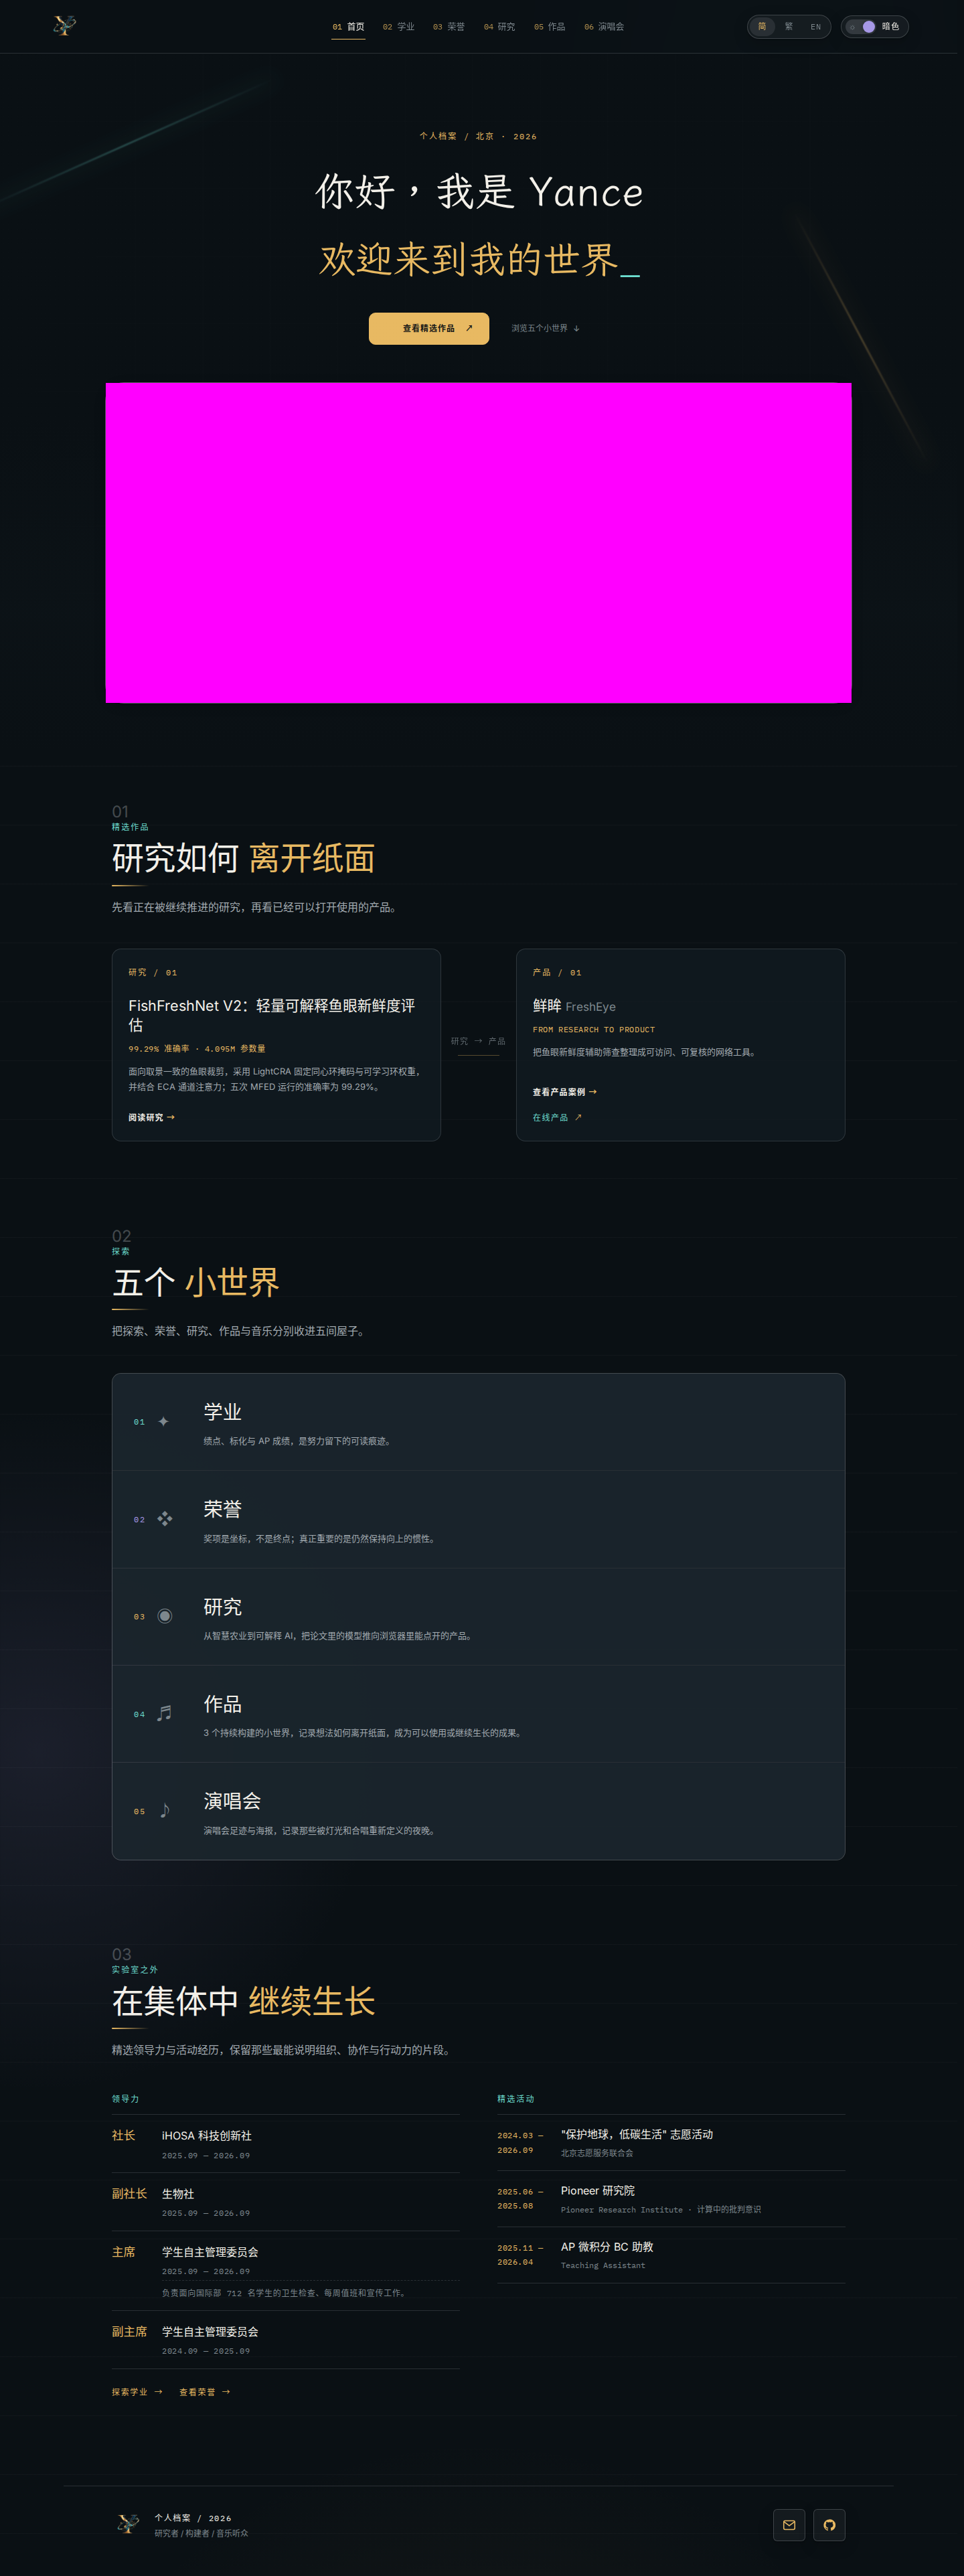 01 首页 02 学业 03 荣誉 04 研究 05 作品 06 演唱会 简 繁 EN 暗色
个人档案 / 北京 · 2026
你好，我是 Yance
欢迎来到我的世界_
查看精选作品 ↗ 浏览五个小世界 ↓
01
精选作品
研究如何 离开纸面
先看正在被继续推进的研究，再看已经可以打开使用的产品。
研究 / 01
FishFreshNet V2：轻量可解释鱼眼新鲜度评
估
99.29% 准确率 · 4.095M 参数量
面向取景一致的鱼眼裁剪，采用 LightCRA 固定同心环掩码与可学习环权重，
并结合 ECA 通道注意力；五次 MFED 运行的准确率为 99.29%。
阅读研究 →
研究 → 产品
产品 / 01
鲜眸 FreshEye
FROM RESEARCH TO PRODUCT
把鱼眼新鲜度辅助筛查整理成可访问、可复核的网络工具。
查看产品案例 →
在线产品 ↗
02
探索
五个 小世界
把探索、荣誉、研究、作品与音乐分别收进五间屋子。
01 学业
绩点、标化与 AP 成绩，是努力留下的可读痕迹。
02 荣誉
奖项是坐标，不是终点；真正重要的是仍然保持向上的惯性。
03 研究
从智慧农业到可解释 AI，把论文里的模型推向浏览器里能点开的产品。
04 作品
3 个持续构建的小世界，记录想法如何离开纸面，成为可以使用或继续生长的成果。
05 演唱会
演唱会足迹与海报，记录那些被灯光和合唱重新定义的夜晚。
03
实验室之外
在集体中 继续生长
精选领导力与活动经历，保留那些最能说明组织、协作与行动力的片段。
领导力
社长 iHOSA 科技创新社
2025.09 — 2026.09
副社长 生物社
2025.09 — 2026.09
主席 学生自主管理委员会
2025.09 — 2026.09
负责面向国际部 712 名学生的卫生检查、每周值班和宣传工作。
副主席 学生自主管理委员会
2024.09 — 2025.09
探索学业 → 查看荣誉 →
精选活动
2024.03 —
2026.09
"保护地球，低碳生活" 志愿活动
北京志愿服务联合会
2025.06 —
2025.08
Pioneer 研究院
Pioneer Research Institute · 计算中的批判意识
2025.11 —
2026.04
AP 微积分 BC 助教
Teaching Assistant
个人档案 / 2026
研究者 / 构建者 / 音乐听众